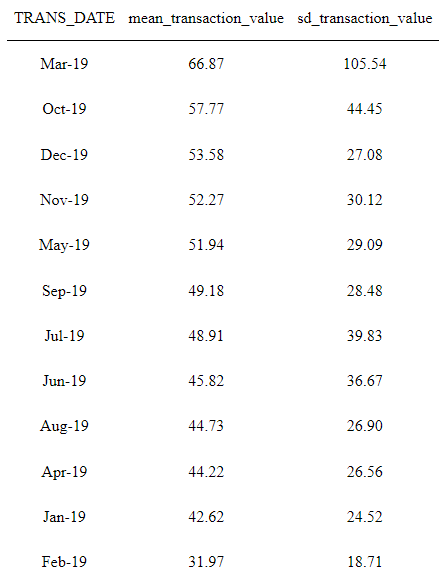 TRANS_DATE mean_transaction_value sd_transaction_value
Mar-19 66.87 105.54
Oct-19 57.77 44.45
Dec-19 53.58 27.08
Nov-19 52.27 30.12
May-19 51.94 29.09
Sep-19 49.18 28.48
Jul-19 48.91 39.83
Jun-19 45.82 36.67
Aug-19 44.73 26.90
Apr-19 44.22 26.56
Jan-19 42.62 24.52
Feb-19 31.97 18.71